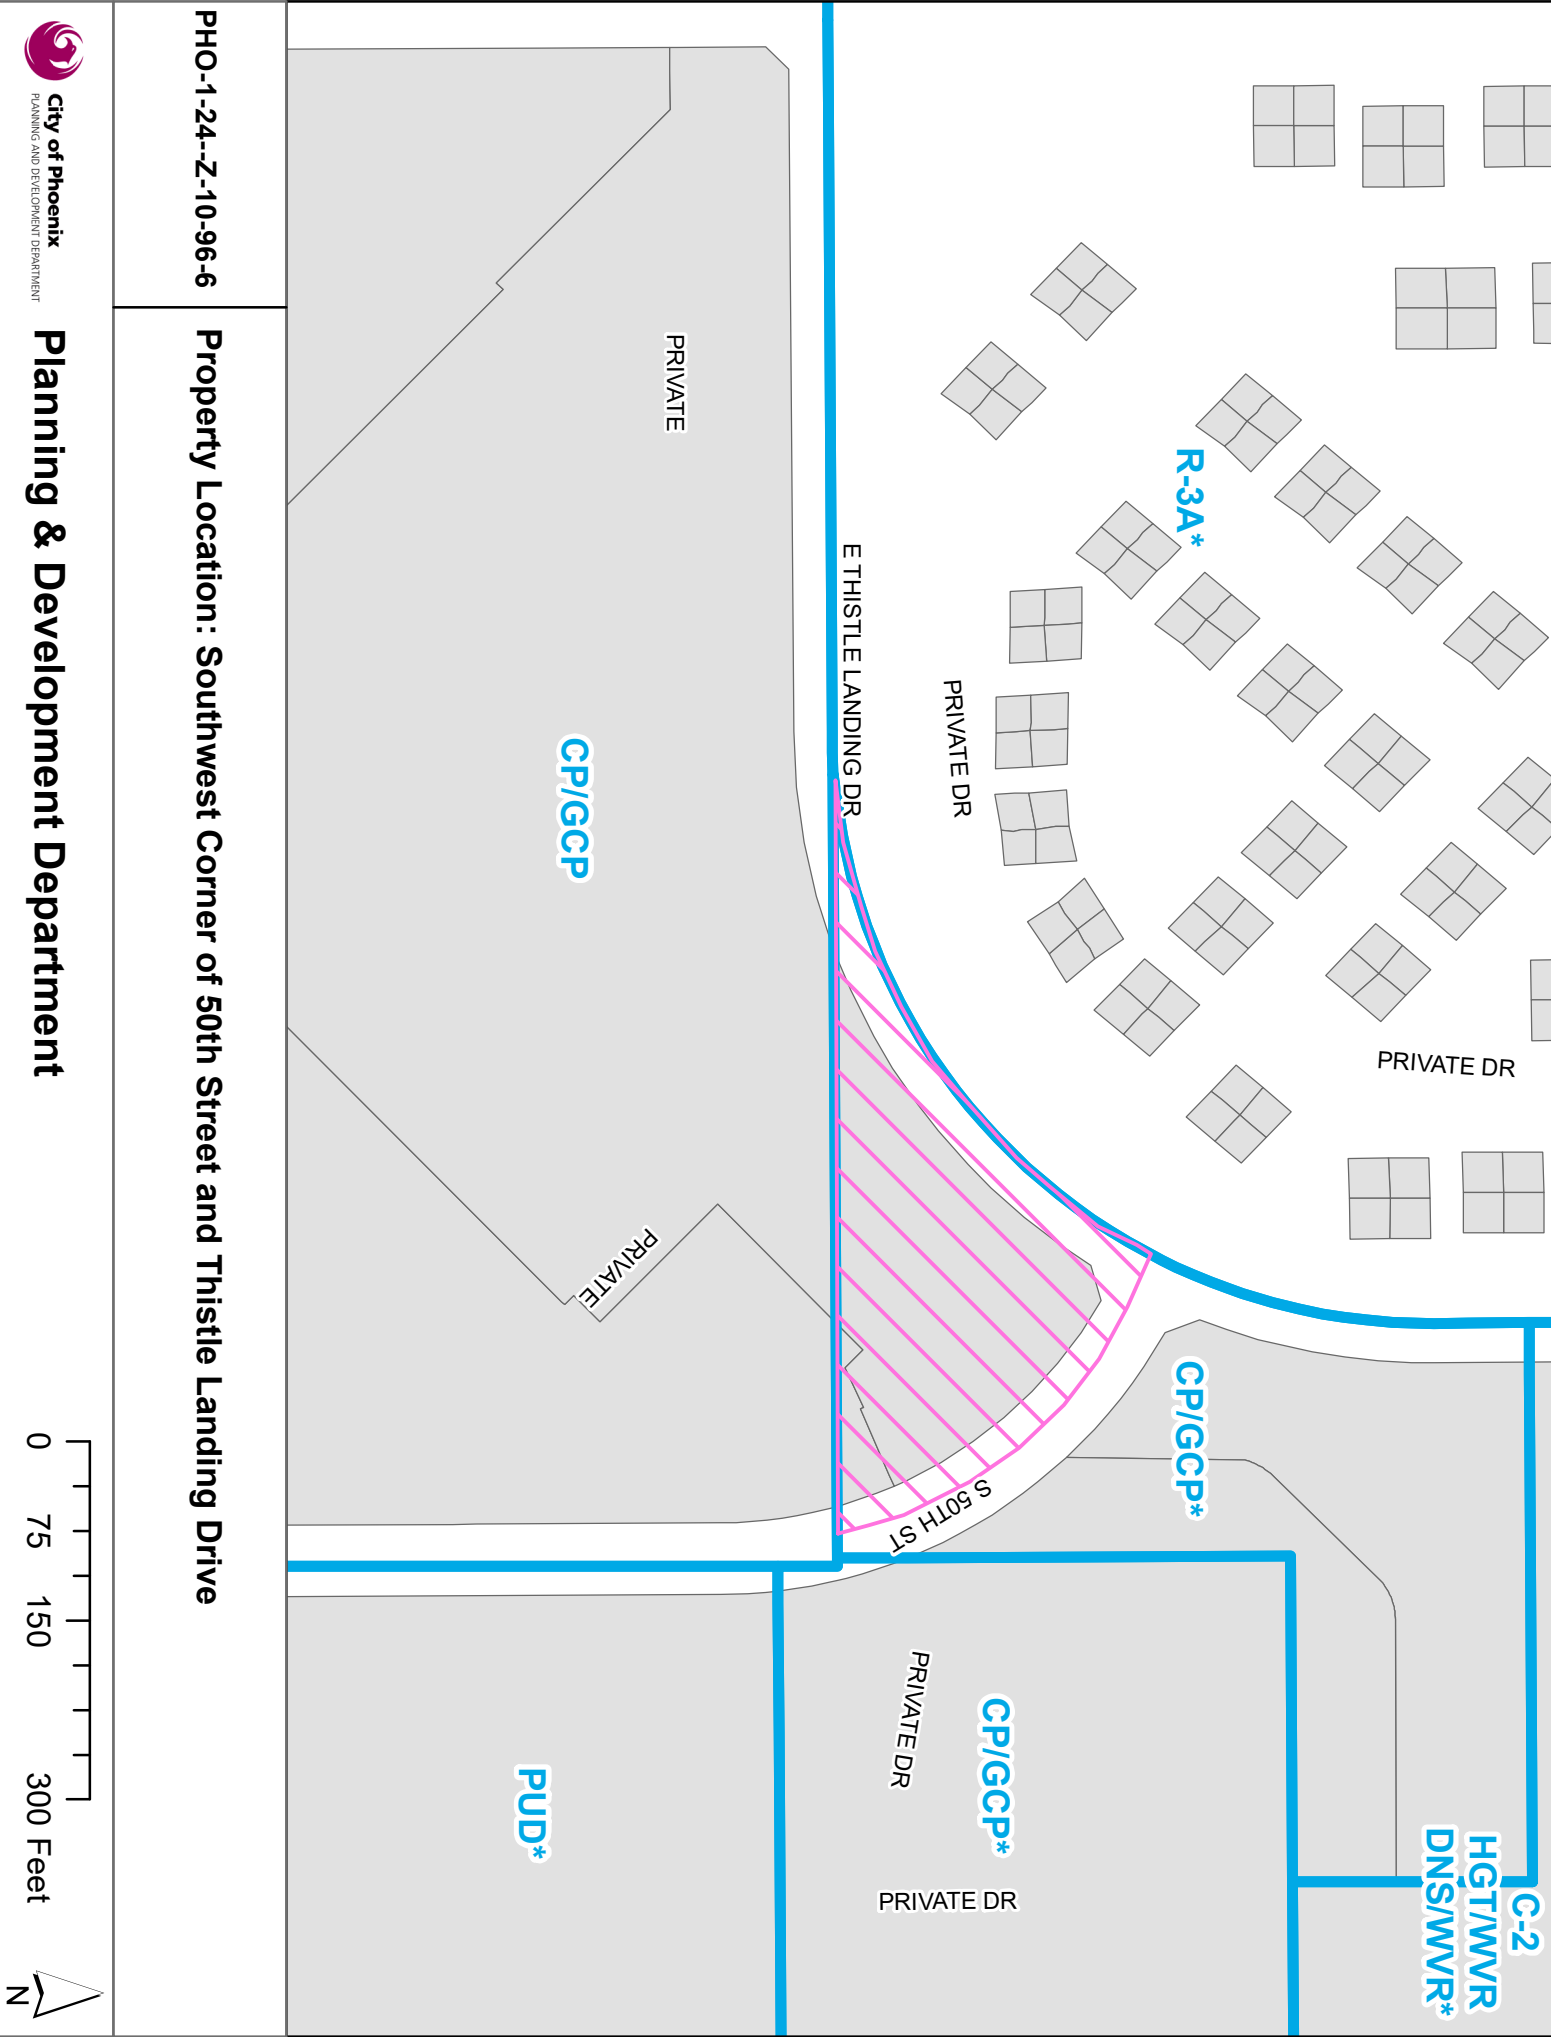 R-3A*
PRIVATE DR
PRIVATE DR
E THISTLE LANDING DR
PRIVATE
CP/GCP
PRIVATE
S 50TH ST
CP/GCP*
C-2
HGT/WVR
DNS/WVR*
CP/GCP*
PRIVATE DR
PRIVATE DR
PUD*
PHO-1-24--Z-10-96-6
Property Location: Southwest Corner of 50th Street and Thistle Landing Drive
City of Phoenix
PLANNING AND DEVELOPMENT DEPARTMENT
Planning & Development Department
0 75 150 300 Feet
N